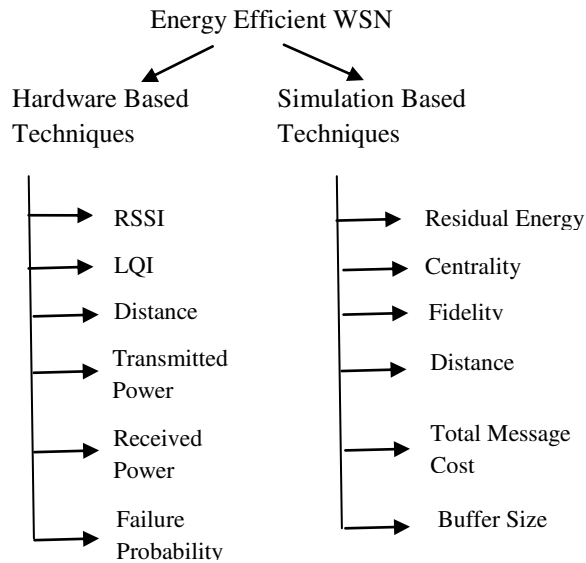 Energy Efficient WSN
Hardware Based
Techniques
RSSI
LQI
Distance
Transmitted
Power
Received
Power
Failure
Probability
Simulation Based
Techniques
Residual Energy
Centrality
Fidelity
Distance
Total Message
Cost
Buffer Size